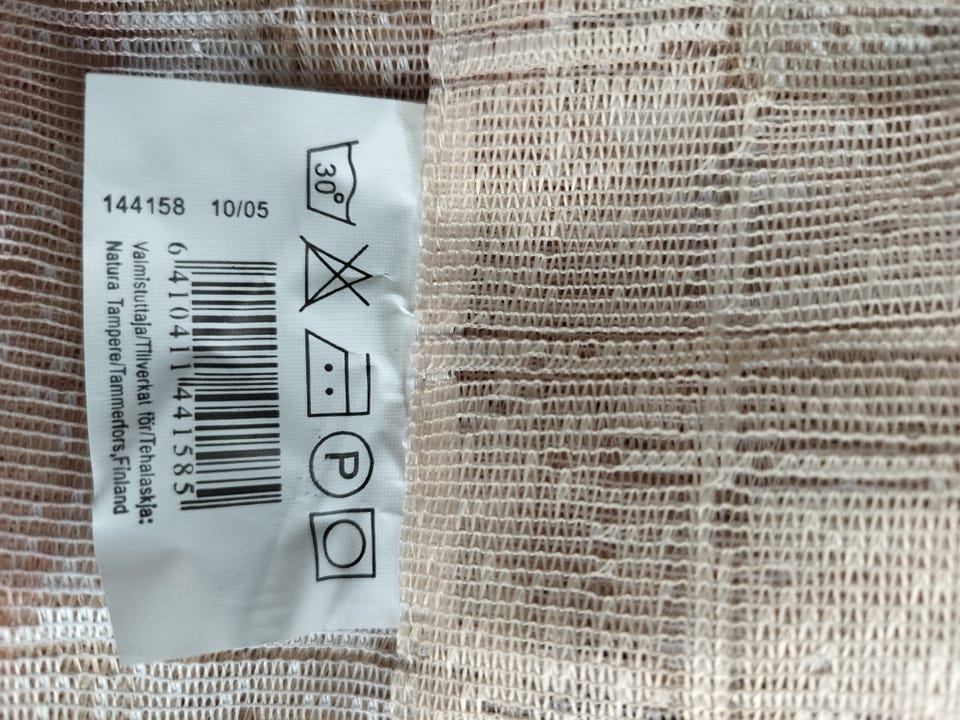 30°
P
144158 10/05
6 410411 441585
Valmistuttaja/Tillverkat för/Tehalaskja:
Natura Tampere/Tammerfors,Finland